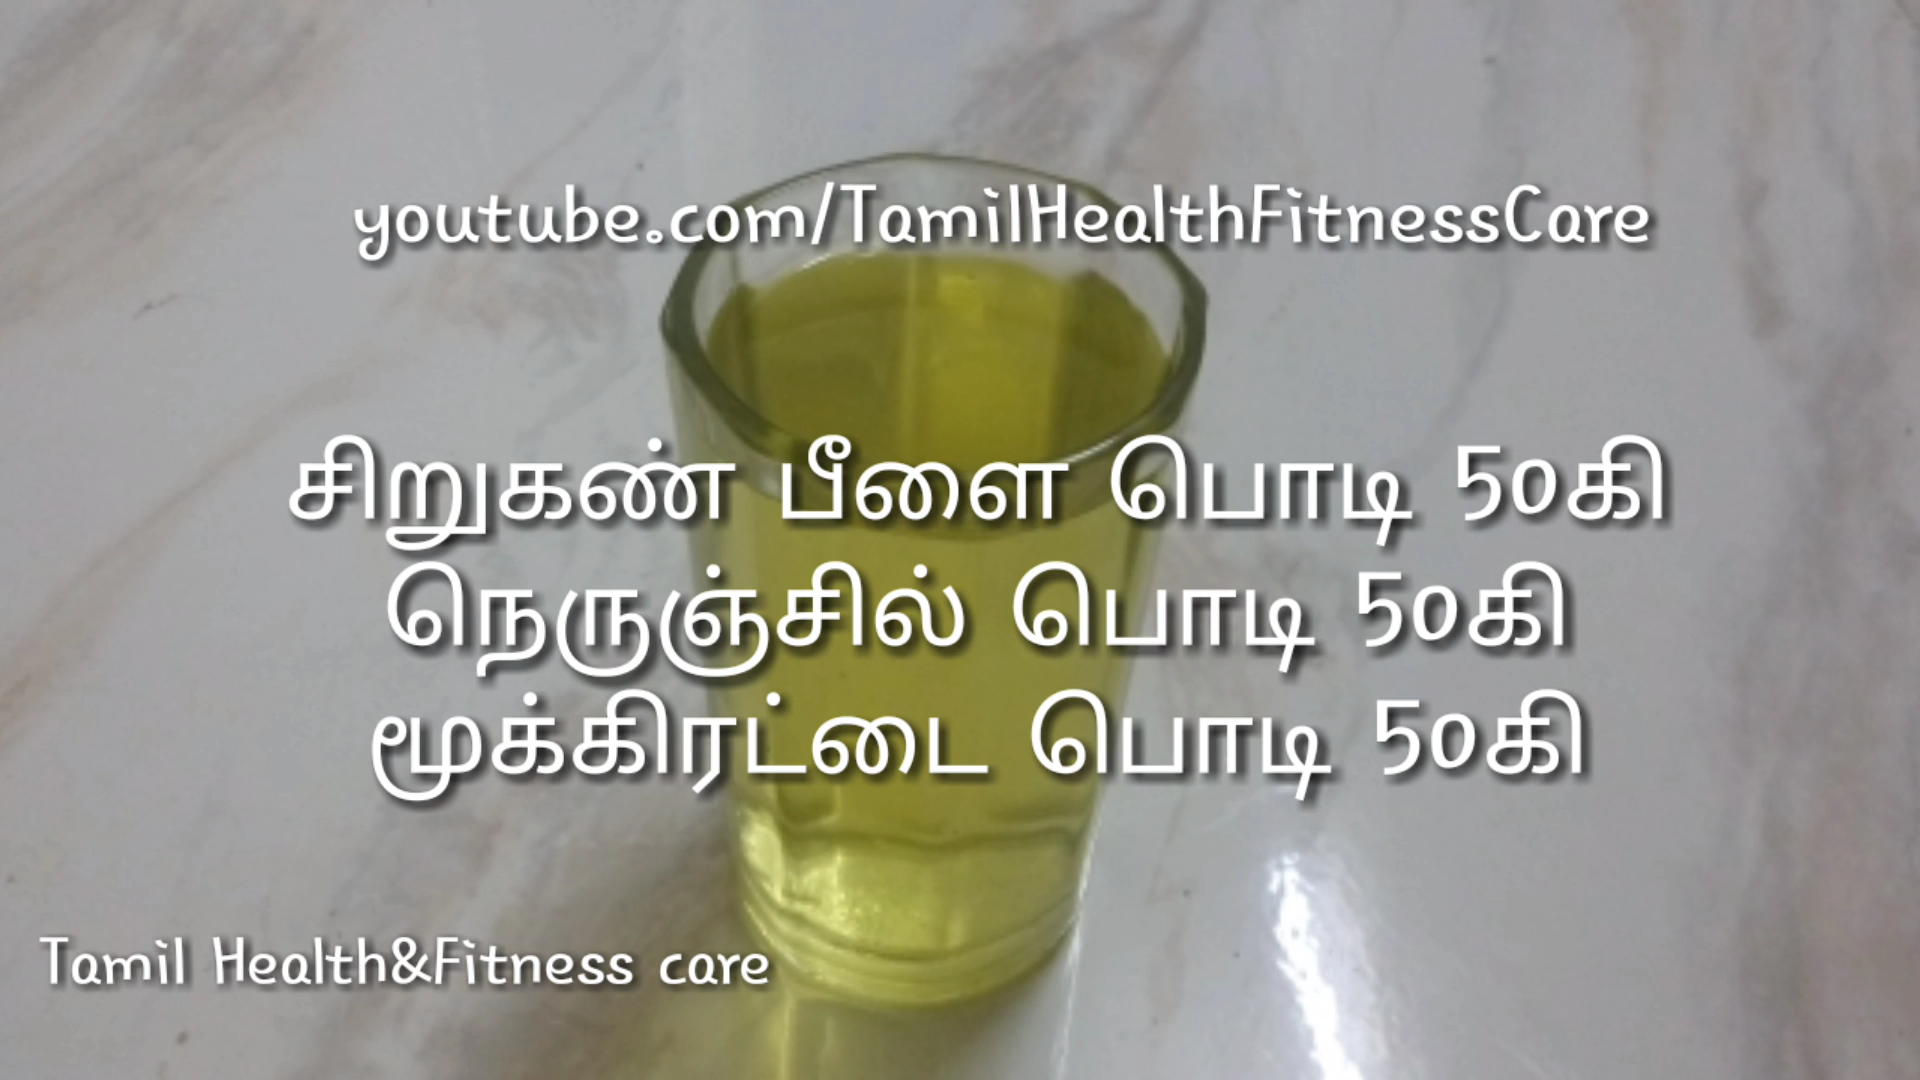 youtube.com/TamilHealthFitnessCare
சிறுகண் பீளை பொடி 50கி
நெருஞ்சில் பொடி 50கி
மூக்கிரட்டை பொடி 50கி
Tamil Health&Fitness care